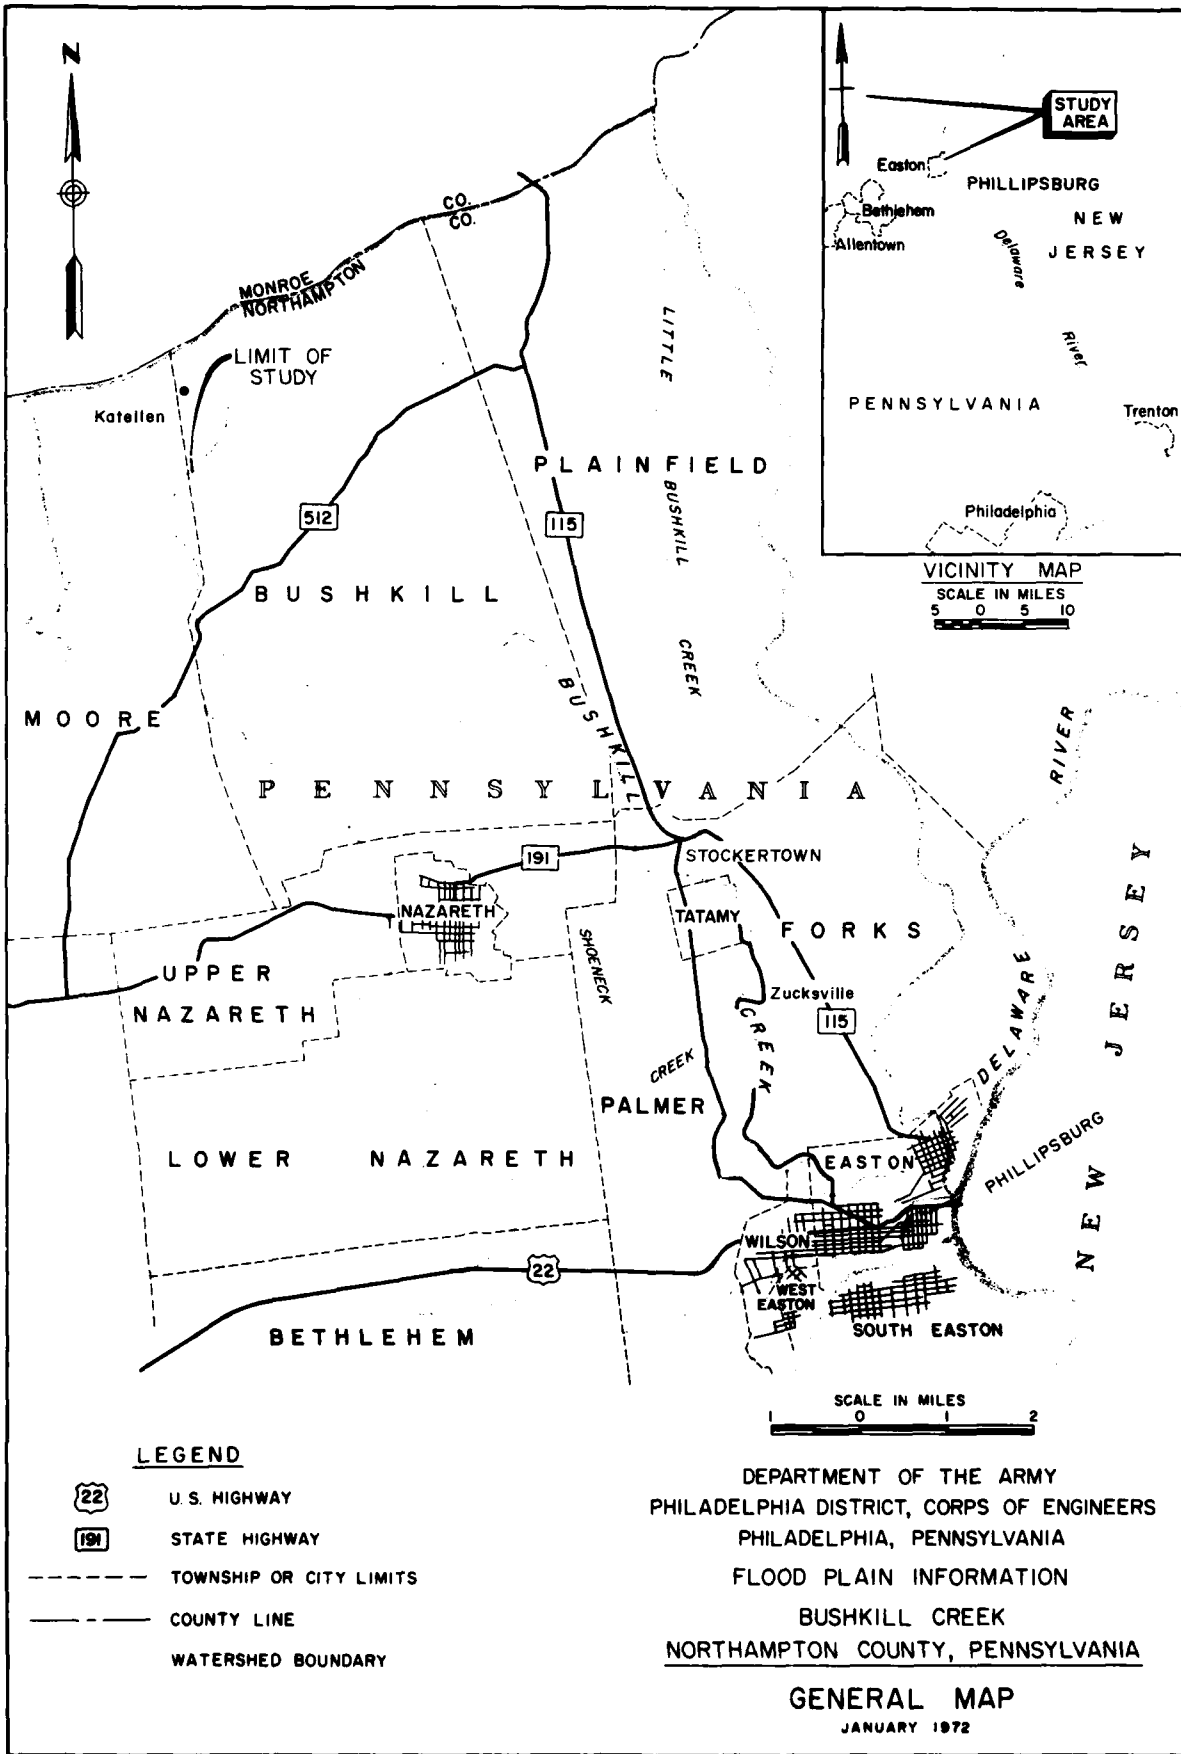 N
STUDY
AREA
Easton
PHILLIPSBURG
Bethlehem
NEW
Allentown
JERSEY
Delaware
River
PENNSYLVANIA
Trenton
Philadelphia
VICINITY MAP
SCALE IN MILES
5 0 5 10
CO.
CO.
MONROE
NORTHAMPTON
LIMIT OF
STUDY
Katellen
LITTLE
BUSHKILL
CREEK
PLAINFIELD
512
115
BUSHKILL
MOORE
BUSHKILL
RIVER
PENNSYLVANIA
191
STOCKERTOWN
NAZARETH
TATAMY
FORKS
SHOENECK
UPPER
NAZARETH
Zucksville
115
CREEK
CREEK
DELAWARE
NEW JERSEY
PALMER
LOWER NAZARETH
EASTON
PHILLIPSBURG
WILSON
22
WEST
EASTON
BETHLEHEM
SOUTH EASTON
SCALE IN MILES
1 0 1 2
LEGEND
22 U.S. HIGHWAY
191 STATE HIGHWAY
TOWNSHIP OR CITY LIMITS
COUNTY LINE
WATERSHED BOUNDARY
DEPARTMENT OF THE ARMY
PHILADELPHIA DISTRICT, CORPS OF ENGINEERS
PHILADELPHIA, PENNSYLVANIA
FLOOD PLAIN INFORMATION
BUSHKILL CREEK
NORTHAMPTON COUNTY, PENNSYLVANIA
GENERAL MAP
JANUARY 1972